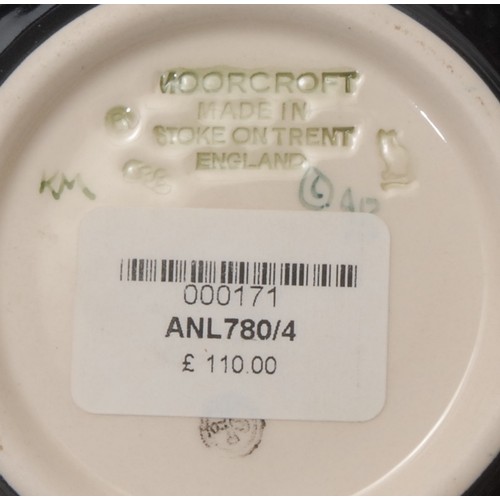 MOORCROFT
MADE IN
STOKE ON TRENT
ENGLAND
KM
000171
ANL780/4
£ 110.00